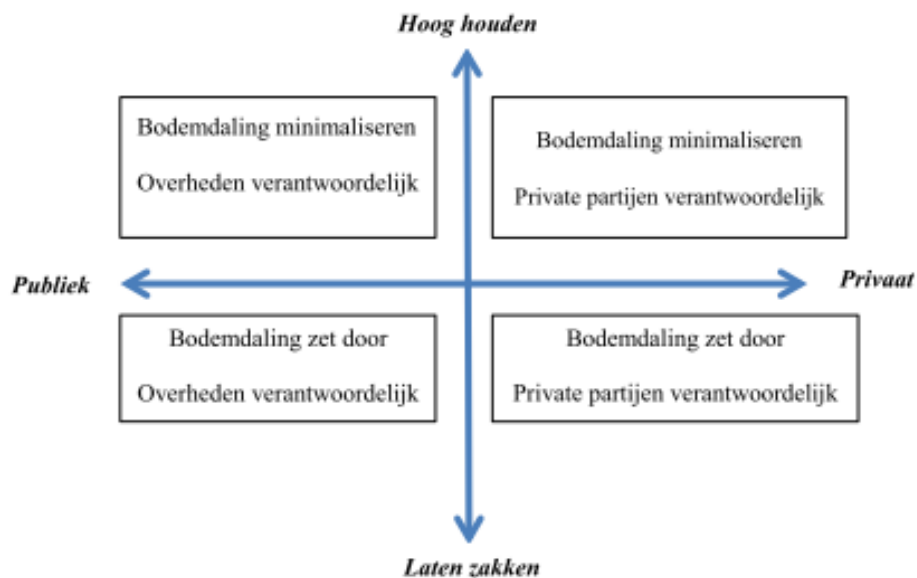 Hoog houden
Bodemdaling minimaliseren
Overheden verantwoordelijk
Bodemdaling minimaliseren
Private partijen verantwoordelijk
Publiek
Privaat
Bodemdaling zet door
Overheden verantwoordelijk
Bodemdaling zet door
Private partijen verantwoordelijk
Laten zakken